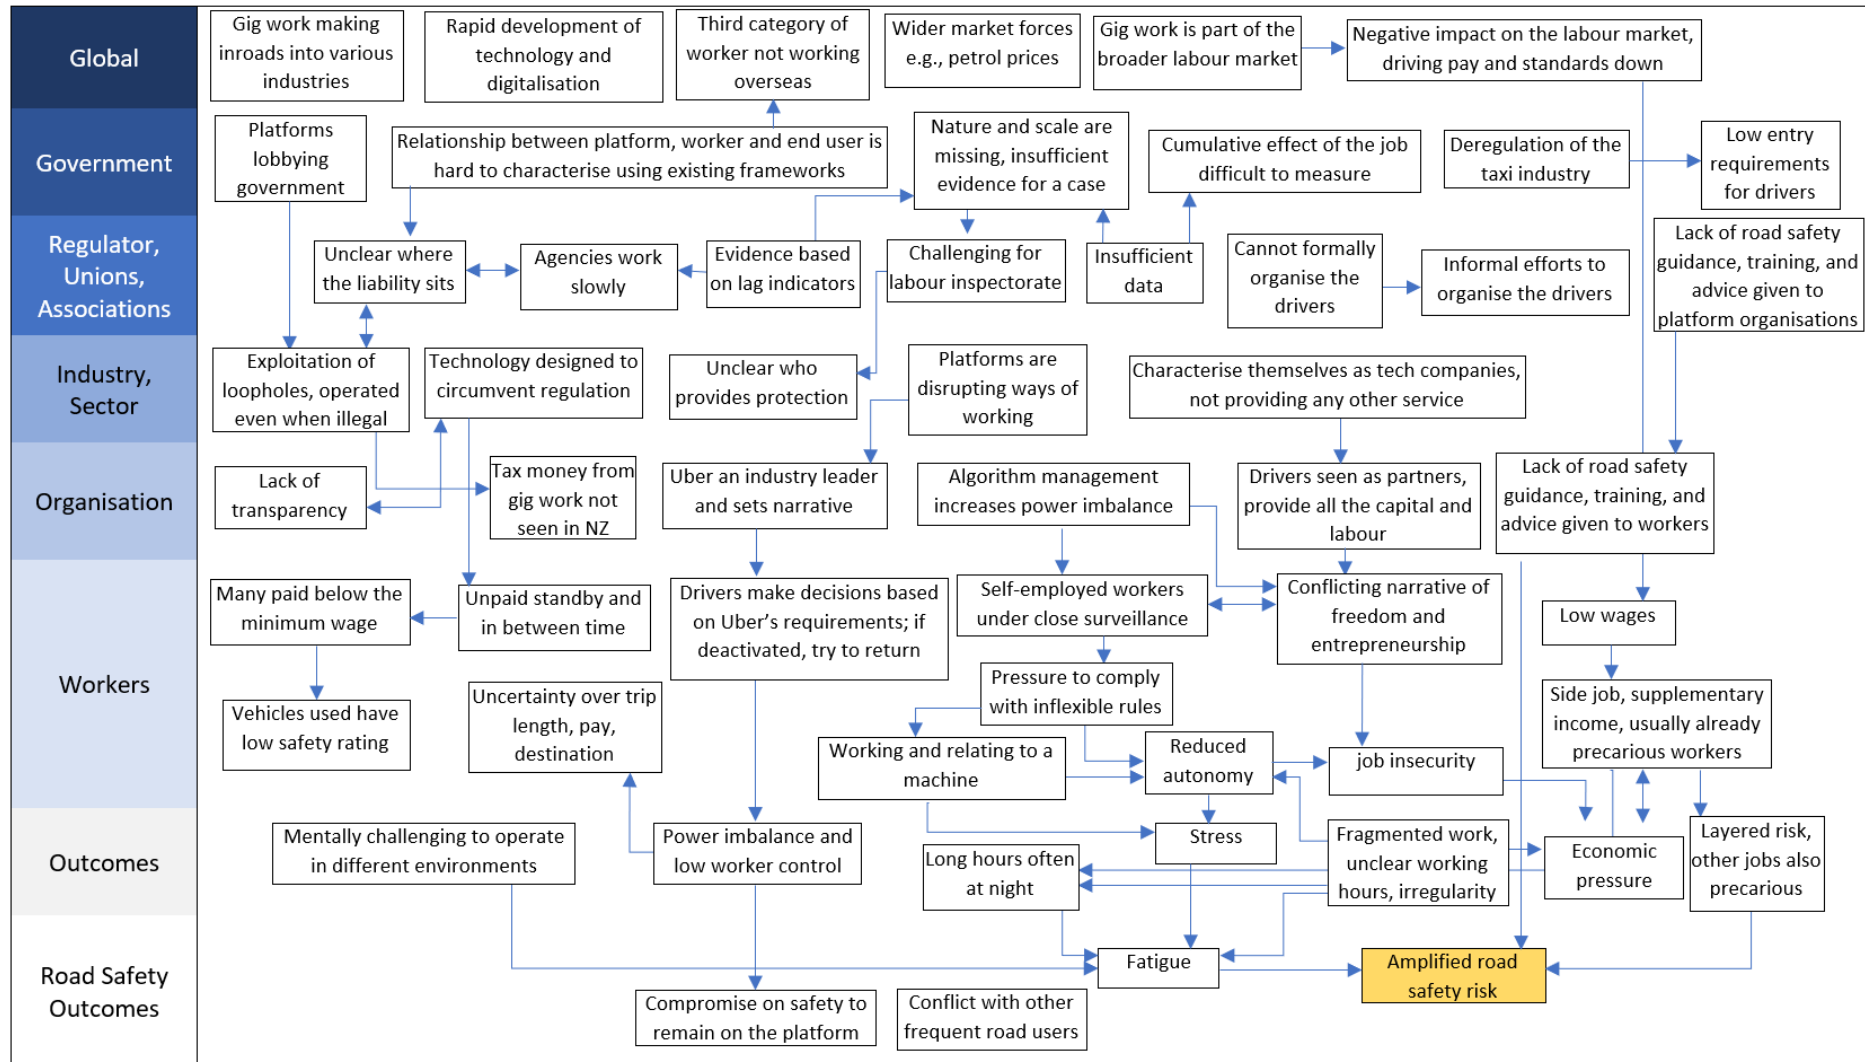 Global
Gig work making
inroads into various
industries
Rapid development of
technology and
digitalisation
Third category of
worker not working
overseas
Wider market forces
e.g., petrol prices
Gig work is part of the
broader labour market
Negative impact on the labour market,
driving pay and standards down
Government
Platforms
lobbying
government
Relationship between platform, worker and end user is
hard to characterise using existing frameworks
Nature and scale are
missing, insufficient
evidence for a case
Cumulative effect of the job
difficult to measure
Deregulation of the
taxi industry
Low entry
requirements
for drivers
Regulator,
Unions,
Associations
Unclear where
the liability sits
Agencies work
slowly
Evidence based
on lag indicators
Challenging for
labour inspectorate
Insufficient
data
Cannot formally
organise the
drivers
Informal efforts to
organise the drivers
Lack of road safety
guidance, training, and
advice given to
platform organisations
Industry,
Sector
Exploitation of
loopholes, operated
even when illegal
Technology designed to
circumvent regulation
Unclear who
provides protection
Platforms are
disrupting ways of
working
Characterise themselves as tech companies,
not providing any other service
Organisation
Lack of
transparency
Tax money from
gig work not
seen in NZ
Uber an industry leader
and sets narrative
Algorithm management
increases power imbalance
Drivers seen as partners,
provide all the capital and
labour
Lack of road safety
guidance, training, and
advice given to workers
Workers
Many paid below the
minimum wage
Unpaid standby and
in between time
Drivers make decisions based
on Uber's requirements; if
deactivated, try to return
Self-employed workers
under close surveillance
Conflicting narrative of
freedom and
entrepreneurship
Low wages
Vehicles used have
low safety rating
Uncertainty over trip
length, pay,
destination
Pressure to comply
with inflexible rules
Side job, supplementary
income, usually already
precarious workers
Working and relating to a
machine
Reduced
autonomy
job insecurity
Outcomes
Mentally challenging to operate
in different environments
Power imbalance and
low worker control
Stress
Long hours often
at night
Fragmented work,
unclear working
hours, irregularity
Economic
pressure
Layered risk,
other jobs also
precarious
Road Safety
Outcomes
Fatigue
Amplified road
safety risk
Compromise on safety to
remain on the platform
Conflict with other
frequent road users